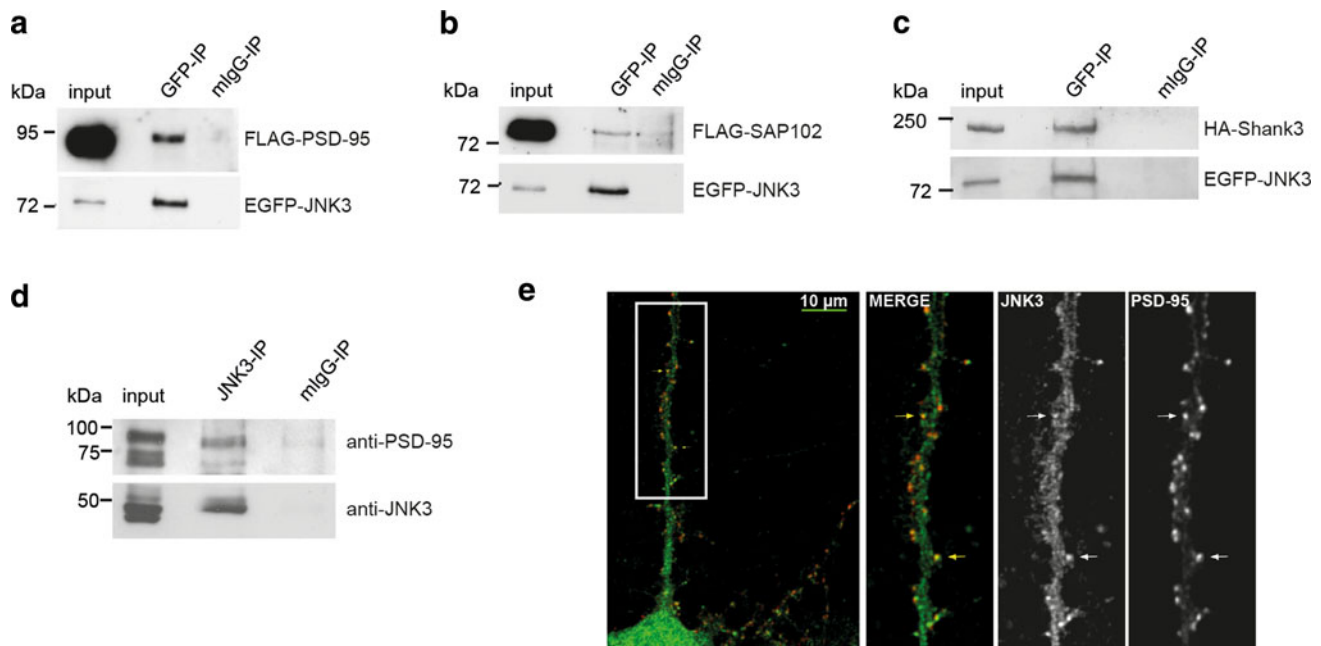 a
kDa
input
GFP-IP
mIgG-IP
95
FLAG-PSD-95
72
EGFP-JNK3
b
kDa
input
GFP-IP
mIgG-IP
72
FLAG-SAP102
72
EGFP-JNK3
c
kDa
input
GFP-IP
mIgG-IP
250
HA-Shank3
72
EGFP-JNK3
d
kDa
input
JNK3-IP
mIgG-IP
100
75
anti-PSD-95
50
anti-JNK3
e
10 µm
MERGE
JNK3
PSD-95